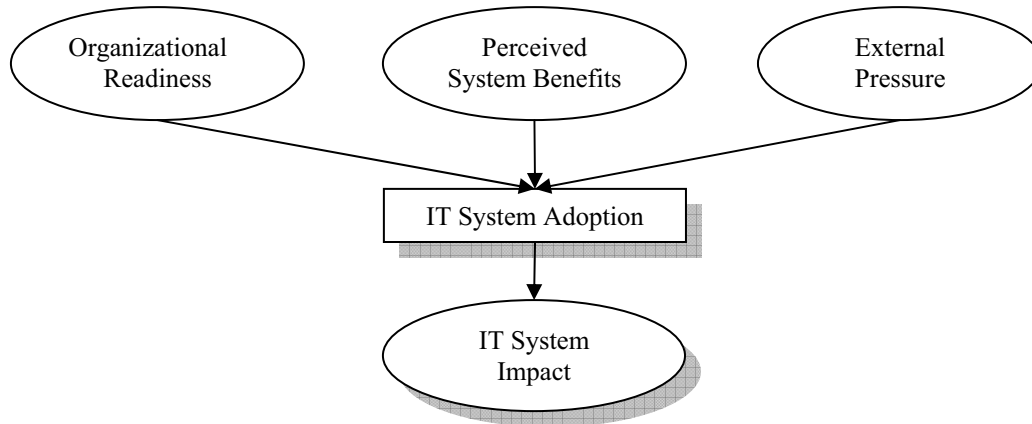 Organizational
Readiness
Perceived
System Benefits
External
Pressure
IT System Adoption
IT System
Impact